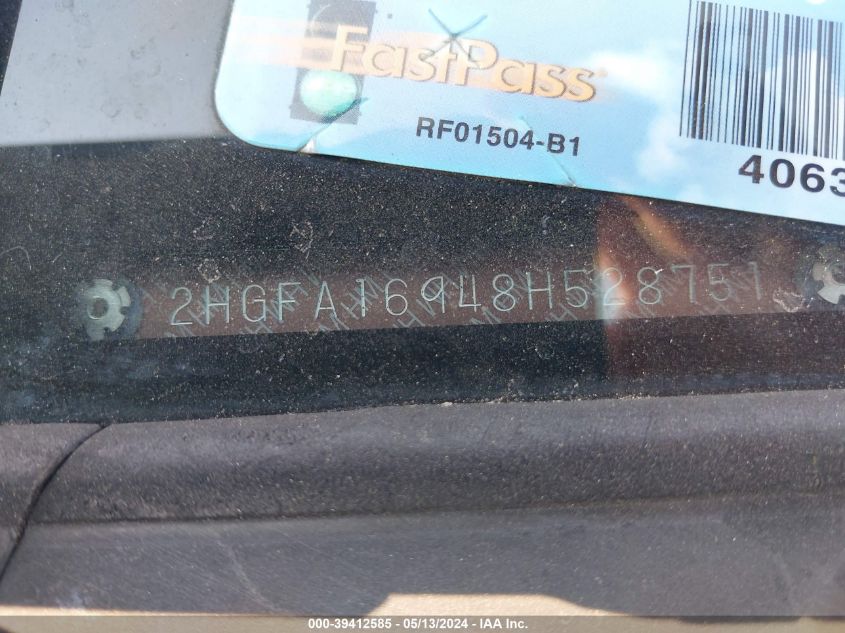 FastPass
RF01504-B1
4063
2HGFA16948H528751
000-39412585 - 05/13/2024 - IAA Inc.